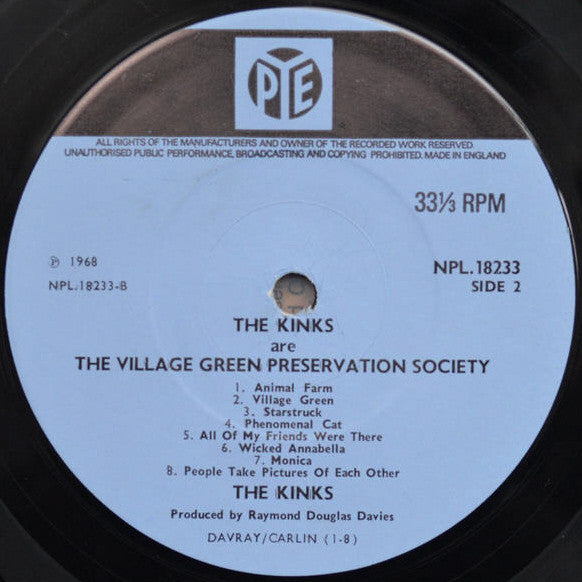 PYE
ALL RIGHTS OF THE MANUFACTURERS AND OWNER OF THE RECORDED WORK RESERVED.
UNAUTHORISED PUBLIC PERFORMANCE, BROADCASTING AND COPYING PROHIBITED. MADE IN ENGLAND
33⅓ RPM
℗ 1968
NPL.18233
NPL.18233-B
SIDE 2
THE KINKS
are
THE VILLAGE GREEN PRESERVATION SOCIETY
1. Animal Farm
2. Village Green
3. Starstruck
4. Phenomenal Cat
5. All Of My Friends Were There
6. Wicked Annabella
7. Monica
8. People Take Pictures Of Each Other
THE KINKS
Produced by Raymond Douglas Davies
DAVRAY/CARLIN (1-8)